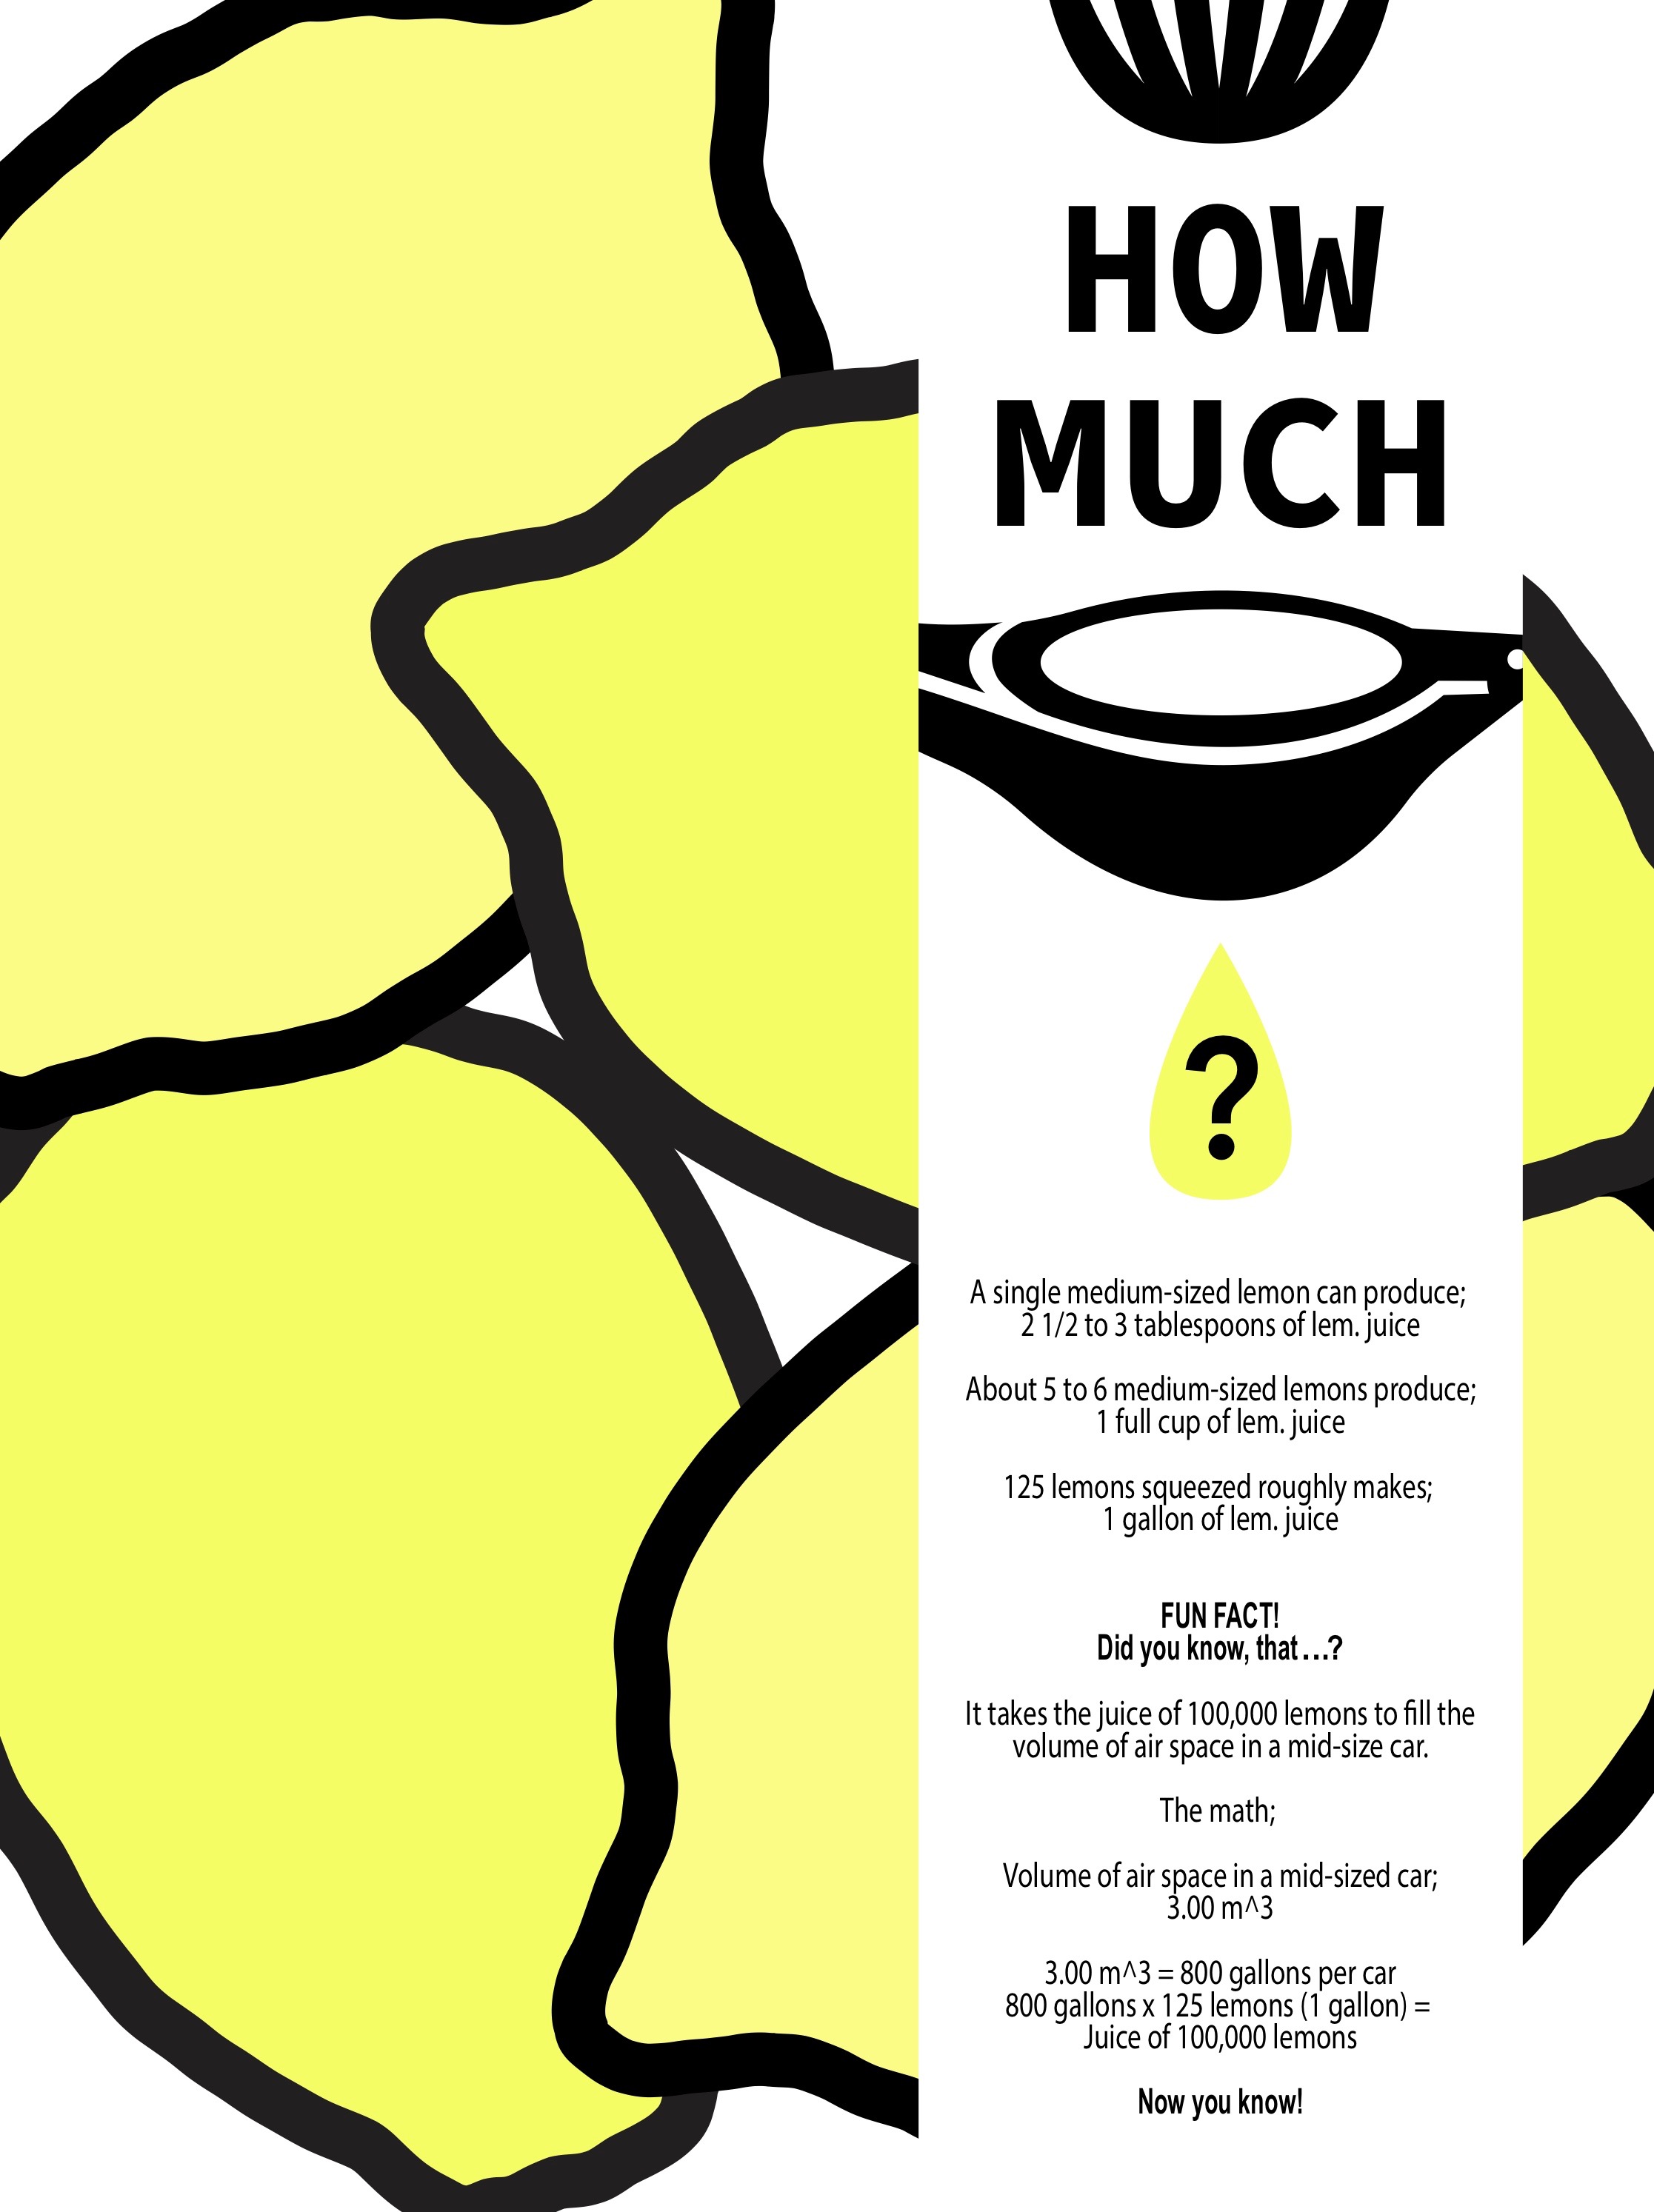 HOW
MUCH
?
A single medium-sized lemon can produce;
2 1/2 to 3 tablespoons of lem. juice
About 5 to 6 medium-sized lemons produce;
1 full cup of lem. juice
125 lemons squeezed roughly makes;
1 gallon of lem. juice
FUN FACT!
Did you know, that . . .?
It takes the juice of 100,000 lemons to fill the
volume of air space in a mid-size car.
The math;
Volume of air space in a mid-sized car;
3.00 m^3
3.00 m^3 = 800 gallons per car
800 gallons x 125 lemons (1 gallon) =
Juice of 100,000 lemons
Now you know!